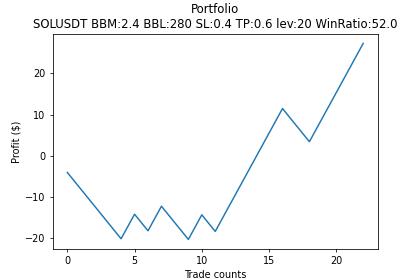 Portfolio
SOLUSDT BBM:2.4 BBL:280 SL:0.4 TP:0.6 lev:20 WinRatio:52.0
20
10
0
−10
−20
Profit ($)
0
5
10
15
20
Trade counts